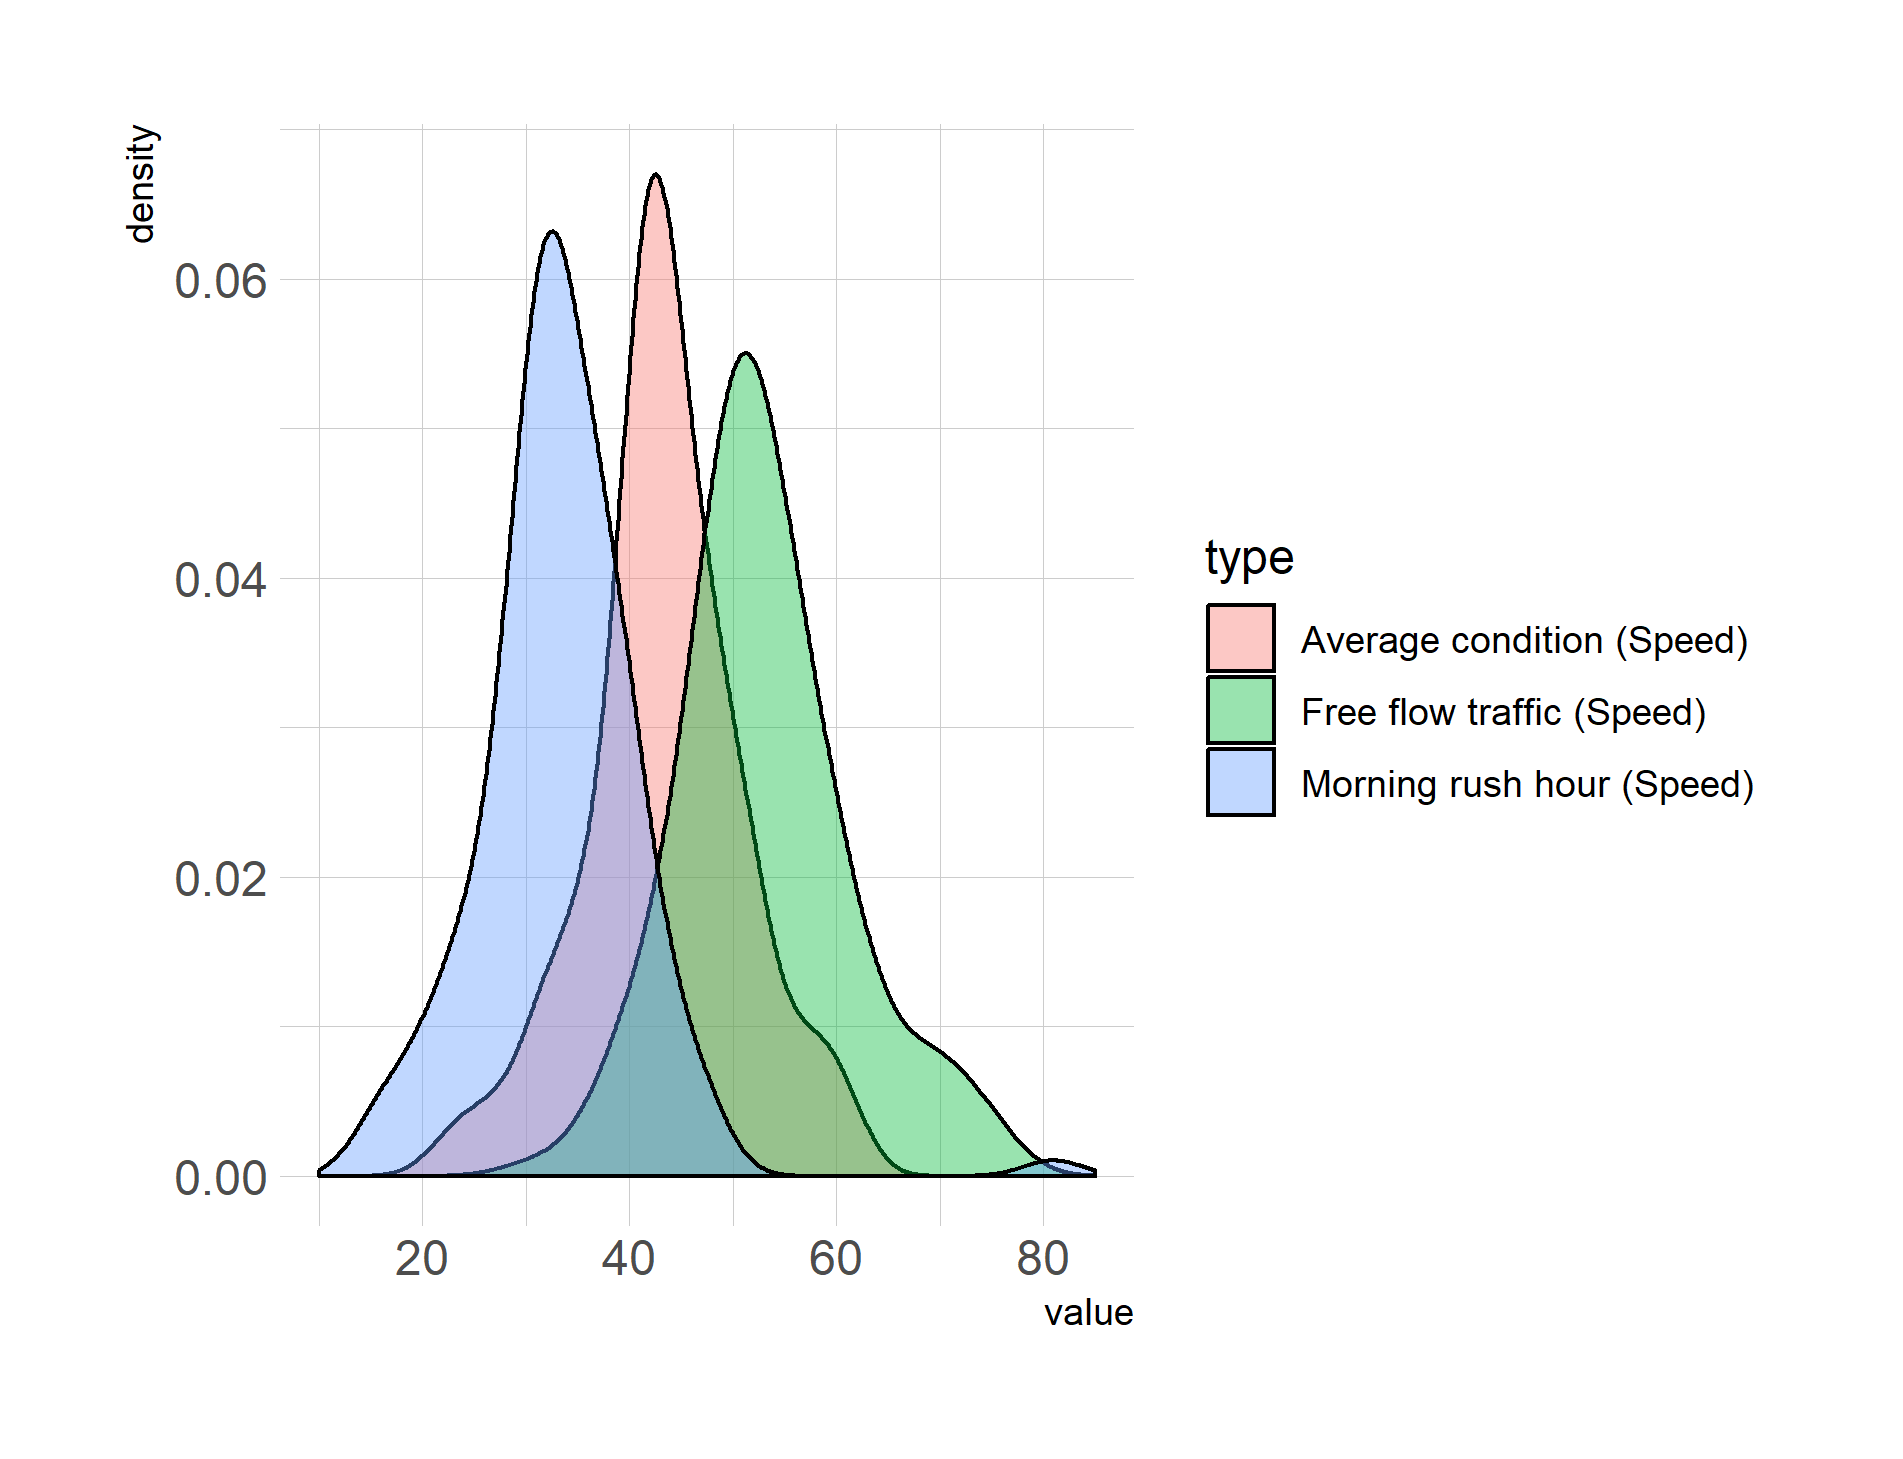 density
0.06
0.04
0.02
0.00
20 40 60 80
value
type
Average condition (Speed)
Free flow traffic (Speed)
Morning rush hour (Speed)